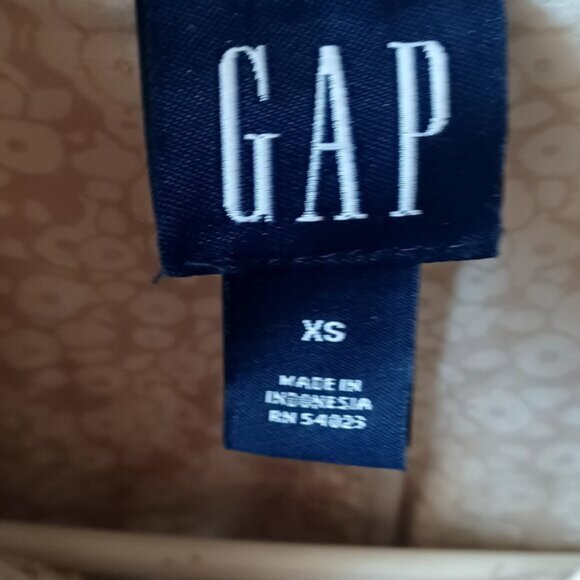 GAP
XS
MADE IN
INDONESIA
RN 54023